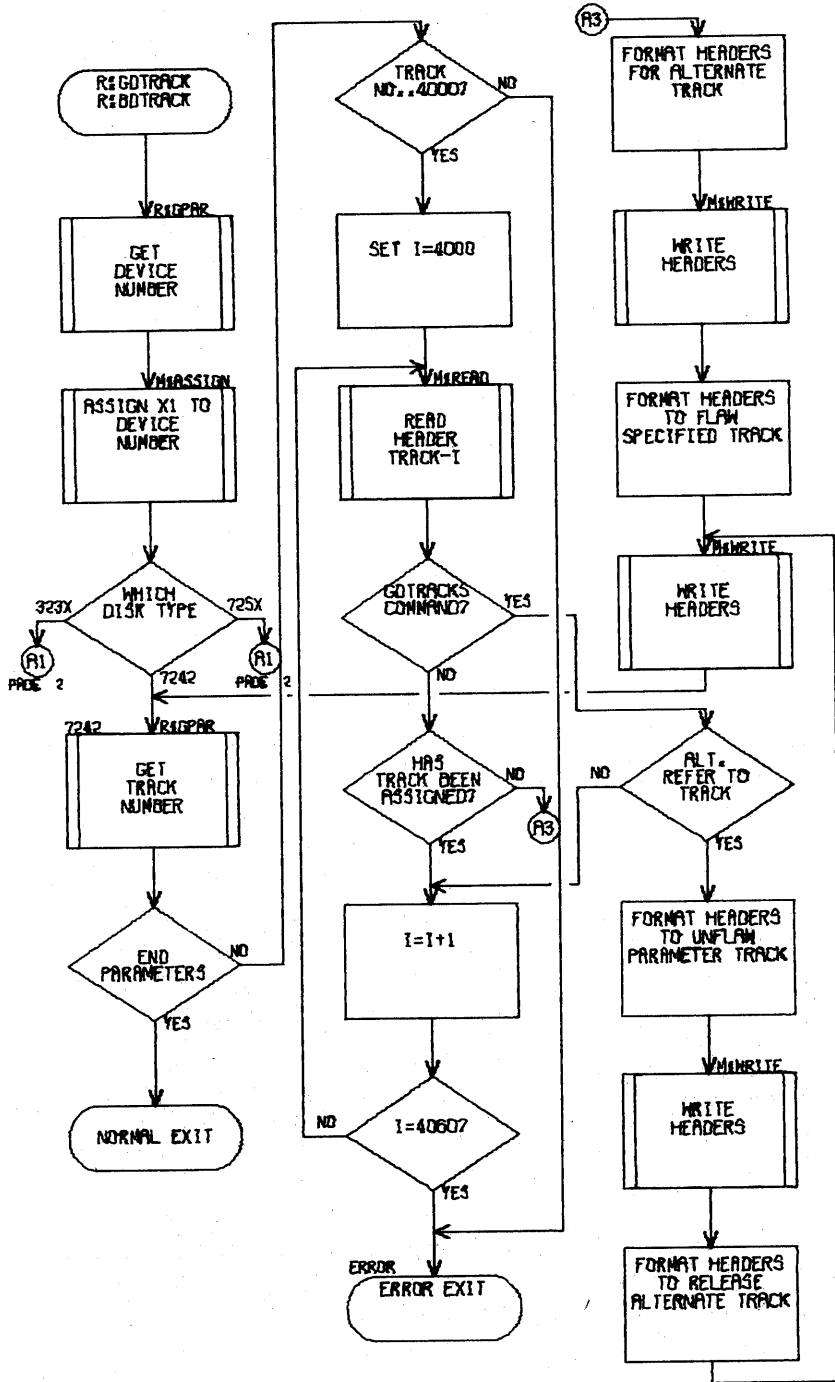 R:GDTRACK
R:BDTRACK
R:GPAR
GET
DEVICE
NUMBER
M:ASSIGN
ASSIGN X1 TO
DEVICE
NUMBER
WHICH
DISK TYPE
323X
725X
A1
PAGE 2
A1
PAGE 2
7242
7242
R:GPAR
GET
TRACK
NUMBER
END
PARAMETERS
NO
YES
NORMAL EXIT
TRACK
NO..4000?
NO
YES
SET I=4000
M:READ
READ
HEADER
TRACK-I
GDTRACKS
COMMAND?
YES
NO
HAS
TRACK BEEN
ASSIGNED?
NO
A3
YES
I=I+1
I=4060?
NO
YES
ERROR
ERROR EXIT
A3
FORMAT HEADERS
FOR ALTERNATE
TRACK
M:WRITE
WRITE
HEADERS
FORMAT HEADERS
TO FLAW
SPECIFIED TRACK
M:WRITE
WRITE
HEADERS
ALT.
REFER TO
TRACK
NO
YES
FORMAT HEADERS
TO UNFLAW
PARAMETER TRACK
M:WRITE
WRITE
HEADERS
FORMAT HEADERS
TO RELEASE
ALTERNATE TRACK